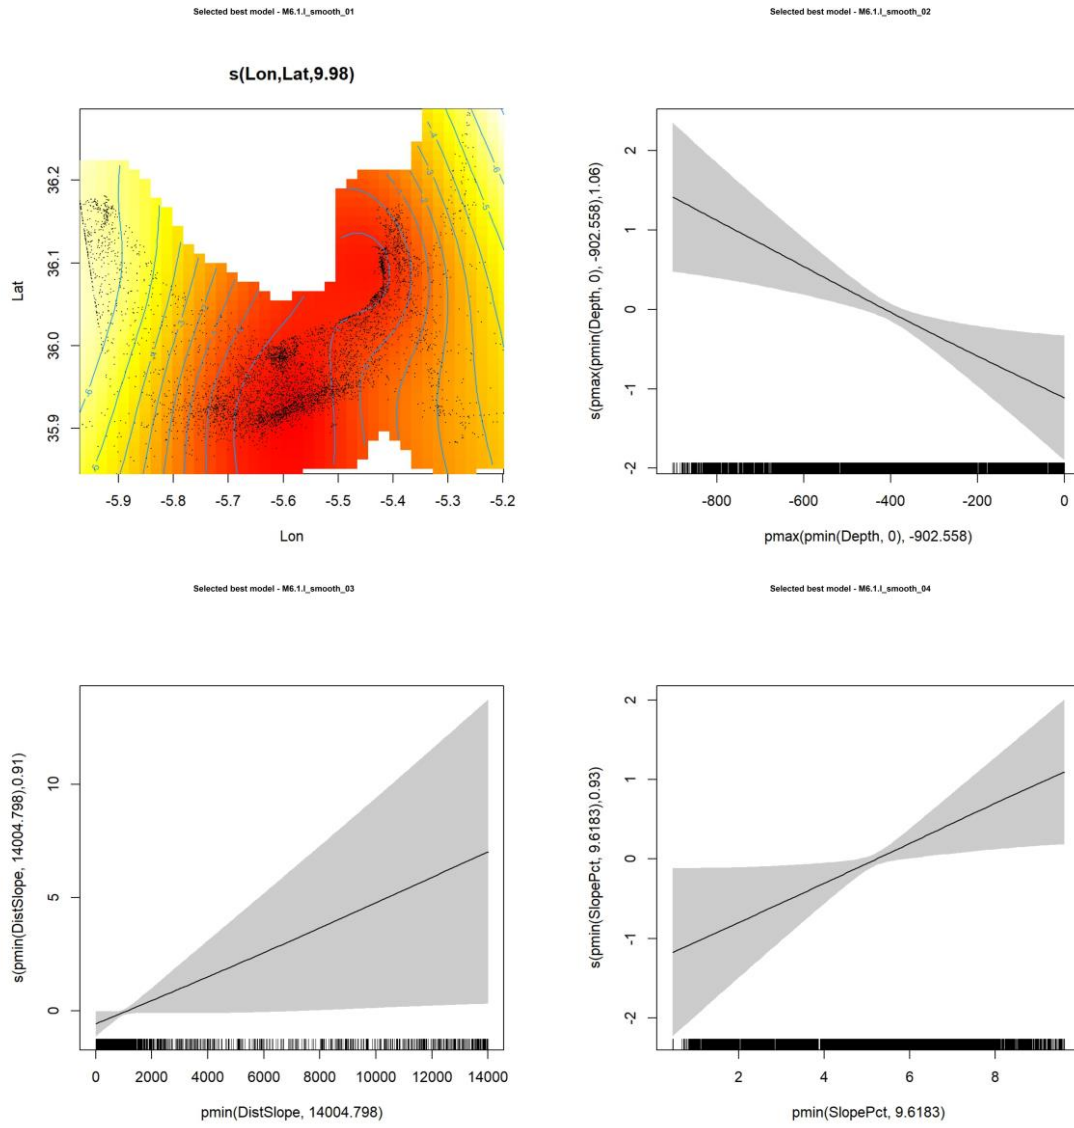 Selected best model - M6.1.l_smooth_01
s(Lon,Lat,9.98)
Lat
36.2
36.1
36.0
35.9
-5.9 -5.8 -5.7 -5.6 -5.5 -5.4 -5.3 -5.2
Lon
Selected best model - M6.1.l_smooth_02
s(pmax(pmin(Depth, 0), -902.558),1.06)
2
1
0
-1
-2
-800 -600 -400 -200 0
pmax(pmin(Depth, 0), -902.558)
Selected best model - M6.1.l_smooth_03
s(pmin(DistSlope, 14004.798),0.91)
10
5
0
0 2000 4000 6000 8000 10000 12000 14000
pmin(DistSlope, 14004.798)
Selected best model - M6.1.l_smooth_04
s(pmin(SlopePct, 9.6183),0.93)
2
1
0
-1
-2
2 4 6 8
pmin(SlopePct, 9.6183)